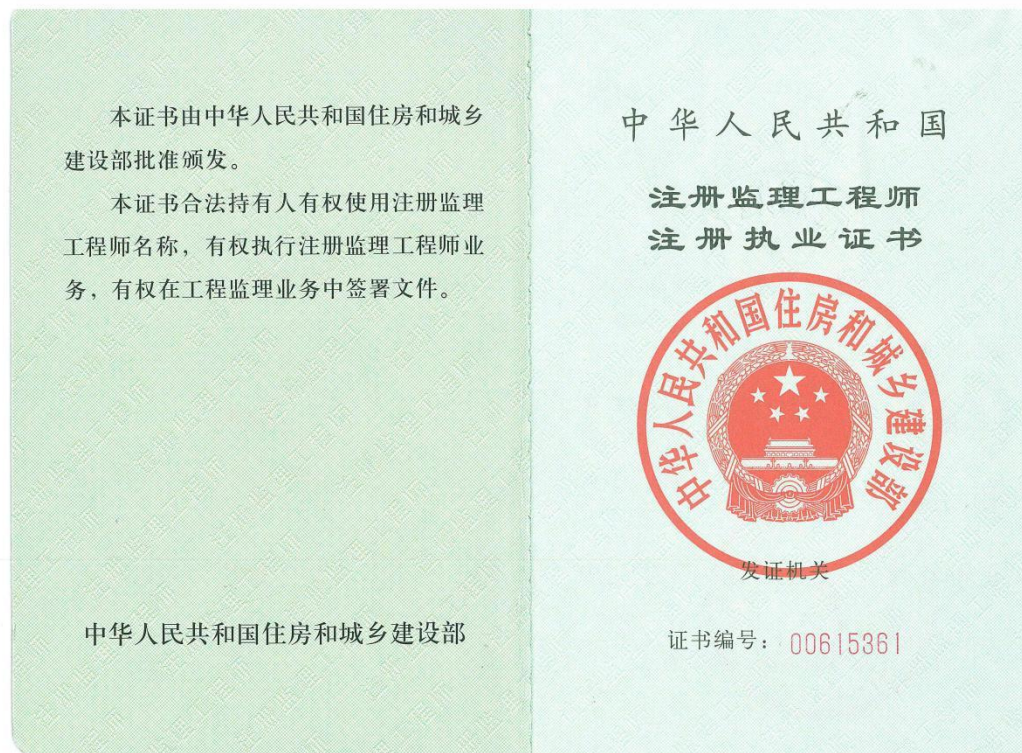 本证书由中华人民共和国住房和城乡
建设部批准颁发。
本证书合法持有人有权使用注册监理
工程师名称，有权执行注册监理工程师业
务，有权在工程监理业务中签署文件。
中华人民共和国住房和城乡建设部
中华人民共和国
注册监理工程师
注册执业证书
中华人民共和国住房和城乡建设部
发证机关
证书编号：00615361